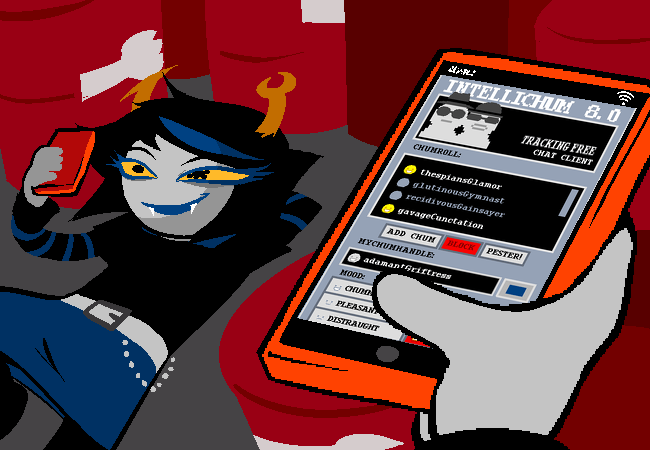 INTELLICHUM 8.0
TRACKING FREE
CHAT CLIENT
CHUMROLL:
thespiansGlamor
glutinousGymnast
recidivousGainsayer
gavageCunctation
ADD CHUM BLOCK PESTER!
MYCHUMHANDLE:
adamantGriftress
MOOD:
PLEASANT
DISTRAUGHT